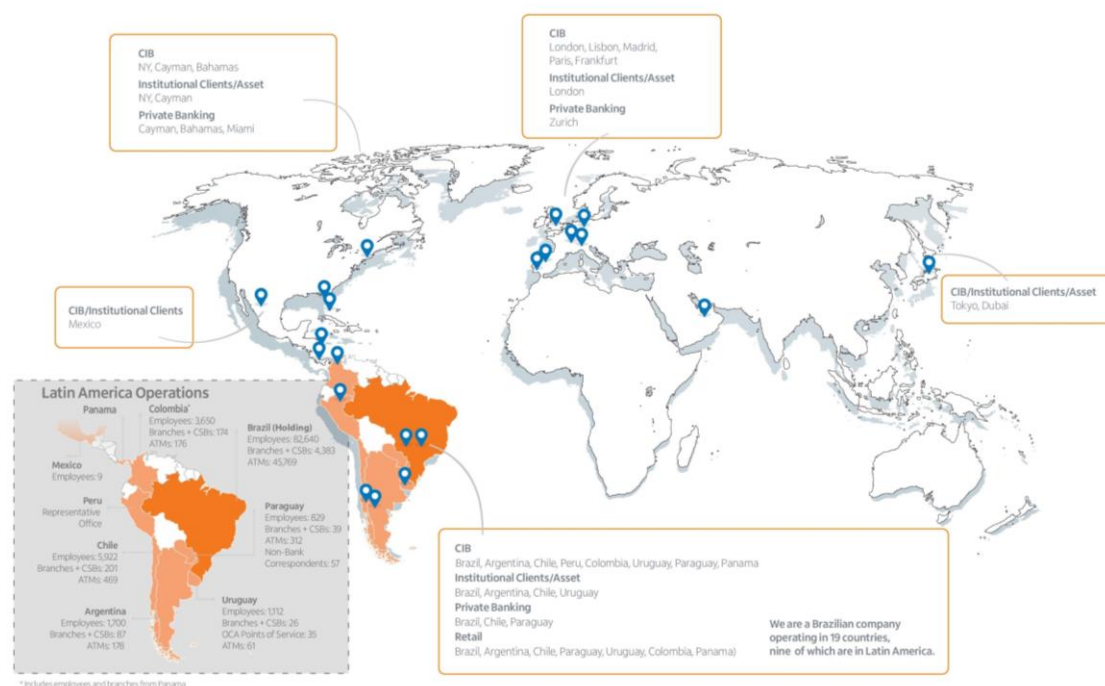 CIB
NY, Cayman, Bahamas
Institutional Clients/Asset
NY, Cayman
Private Banking
Cayman, Bahamas, Miami
CIB
London, Lisbon, Madrid,
Paris, Frankfurt
Institutional Clients/Asset
London
Private Banking
Zurich
CIB/Institutional Clients
Mexico
CIB/Institutional Clients/Asset
Tokyo, Dubai
Latin America Operations
Panama
Colombia*
Employees: 3,650
Branches + CSBs: 174
ATMs: 176
Brazil (Holding)
Employees: 82,640
Branches + CSBs: 4,383
ATMs: 45,769
Mexico
Employees: 9
Peru
Representative
Office
Paraguay
Employees: 829
Branches + CSBs: 39
ATMs: 312
Non-Bank
Correspondents: 57
Chile
Employees: 5,922
Branches + CSBs: 201
ATMs: 469
Argentina
Employees: 1,700
Branches + CSBs: 87
ATMs: 178
Uruguay
Employees: 1,112
Branches + CSBs: 26
OCA Points of Service: 35
ATMs: 61
* Includes employees and branches from Panama
CIB
Brazil, Argentina, Chile, Peru, Colombia, Uruguay, Paraguay, Panama
Institutional Clients/Asset
Brazil, Argentina, Chile, Uruguay
Private Banking
Brazil, Chile, Paraguay
Retail
Brazil, Argentina, Chile, Paraguay, Uruguay, Colombia, Panama)
We are a Brazilian company
operating in 19 countries,
nine of which are in Latin America.